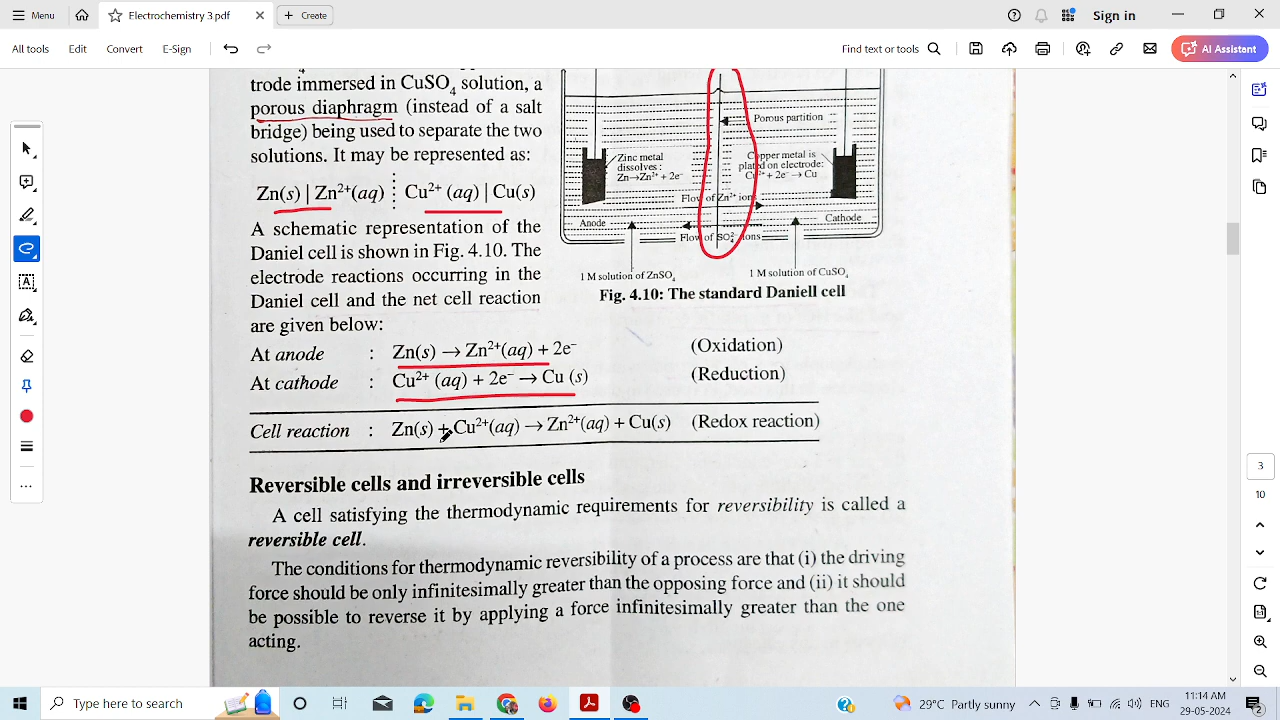 Menu
Electrochemistry 3.pdf
Create
Sign in
All tools
Edit
Convert
E-Sign
Find text or tools
AI Assistant
trode immersed in CuSO4 solution, a
porous diaphragm (instead of a salt
bridge) being used to separate the two
solutions. It may be represented as:
Zn(s) | Zn2+(aq) ⋮ Cu2+ (aq) | Cu(s)
A schematic representation of the
Daniel cell is shown in Fig. 4.10. The
electrode reactions occurring in the
Daniel cell and the net cell reaction
are given below:
Porous partition
Zinc metal
dissolves:
Zn→Zn2+ + 2e−
Copper metal is
plated on electrode:
Cu2+ + 2e− → Cu
Flow of Zn2+ ions
Anode
Cathode
Flow of SO4 2− ions
1 M solution of ZnSO4
1 M solution of CuSO4
Fig. 4.10: The standard Daniell cell
At anode : Zn(s) → Zn2+(aq) + 2e− (Oxidation)
At cathode : Cu2+ (aq) + 2e− → Cu (s) (Reduction)
Cell reaction : Zn(s) + Cu2+(aq) → Zn2+(aq) + Cu(s) (Redox reaction)
Reversible cells and irreversible cells
A cell satisfying the thermodynamic requirements for reversibility is called a
reversible cell.
The conditions for thermodynamic reversibility of a process are that (i) the driving
force should be only infinitesimally greater than the opposing force and (ii) it should
be possible to reverse it by applying a force infinitesimally greater than the one
acting.
3
10
Type here to search
29°C Partly sunny
ENG
11:14 AM
29-05-2024
2